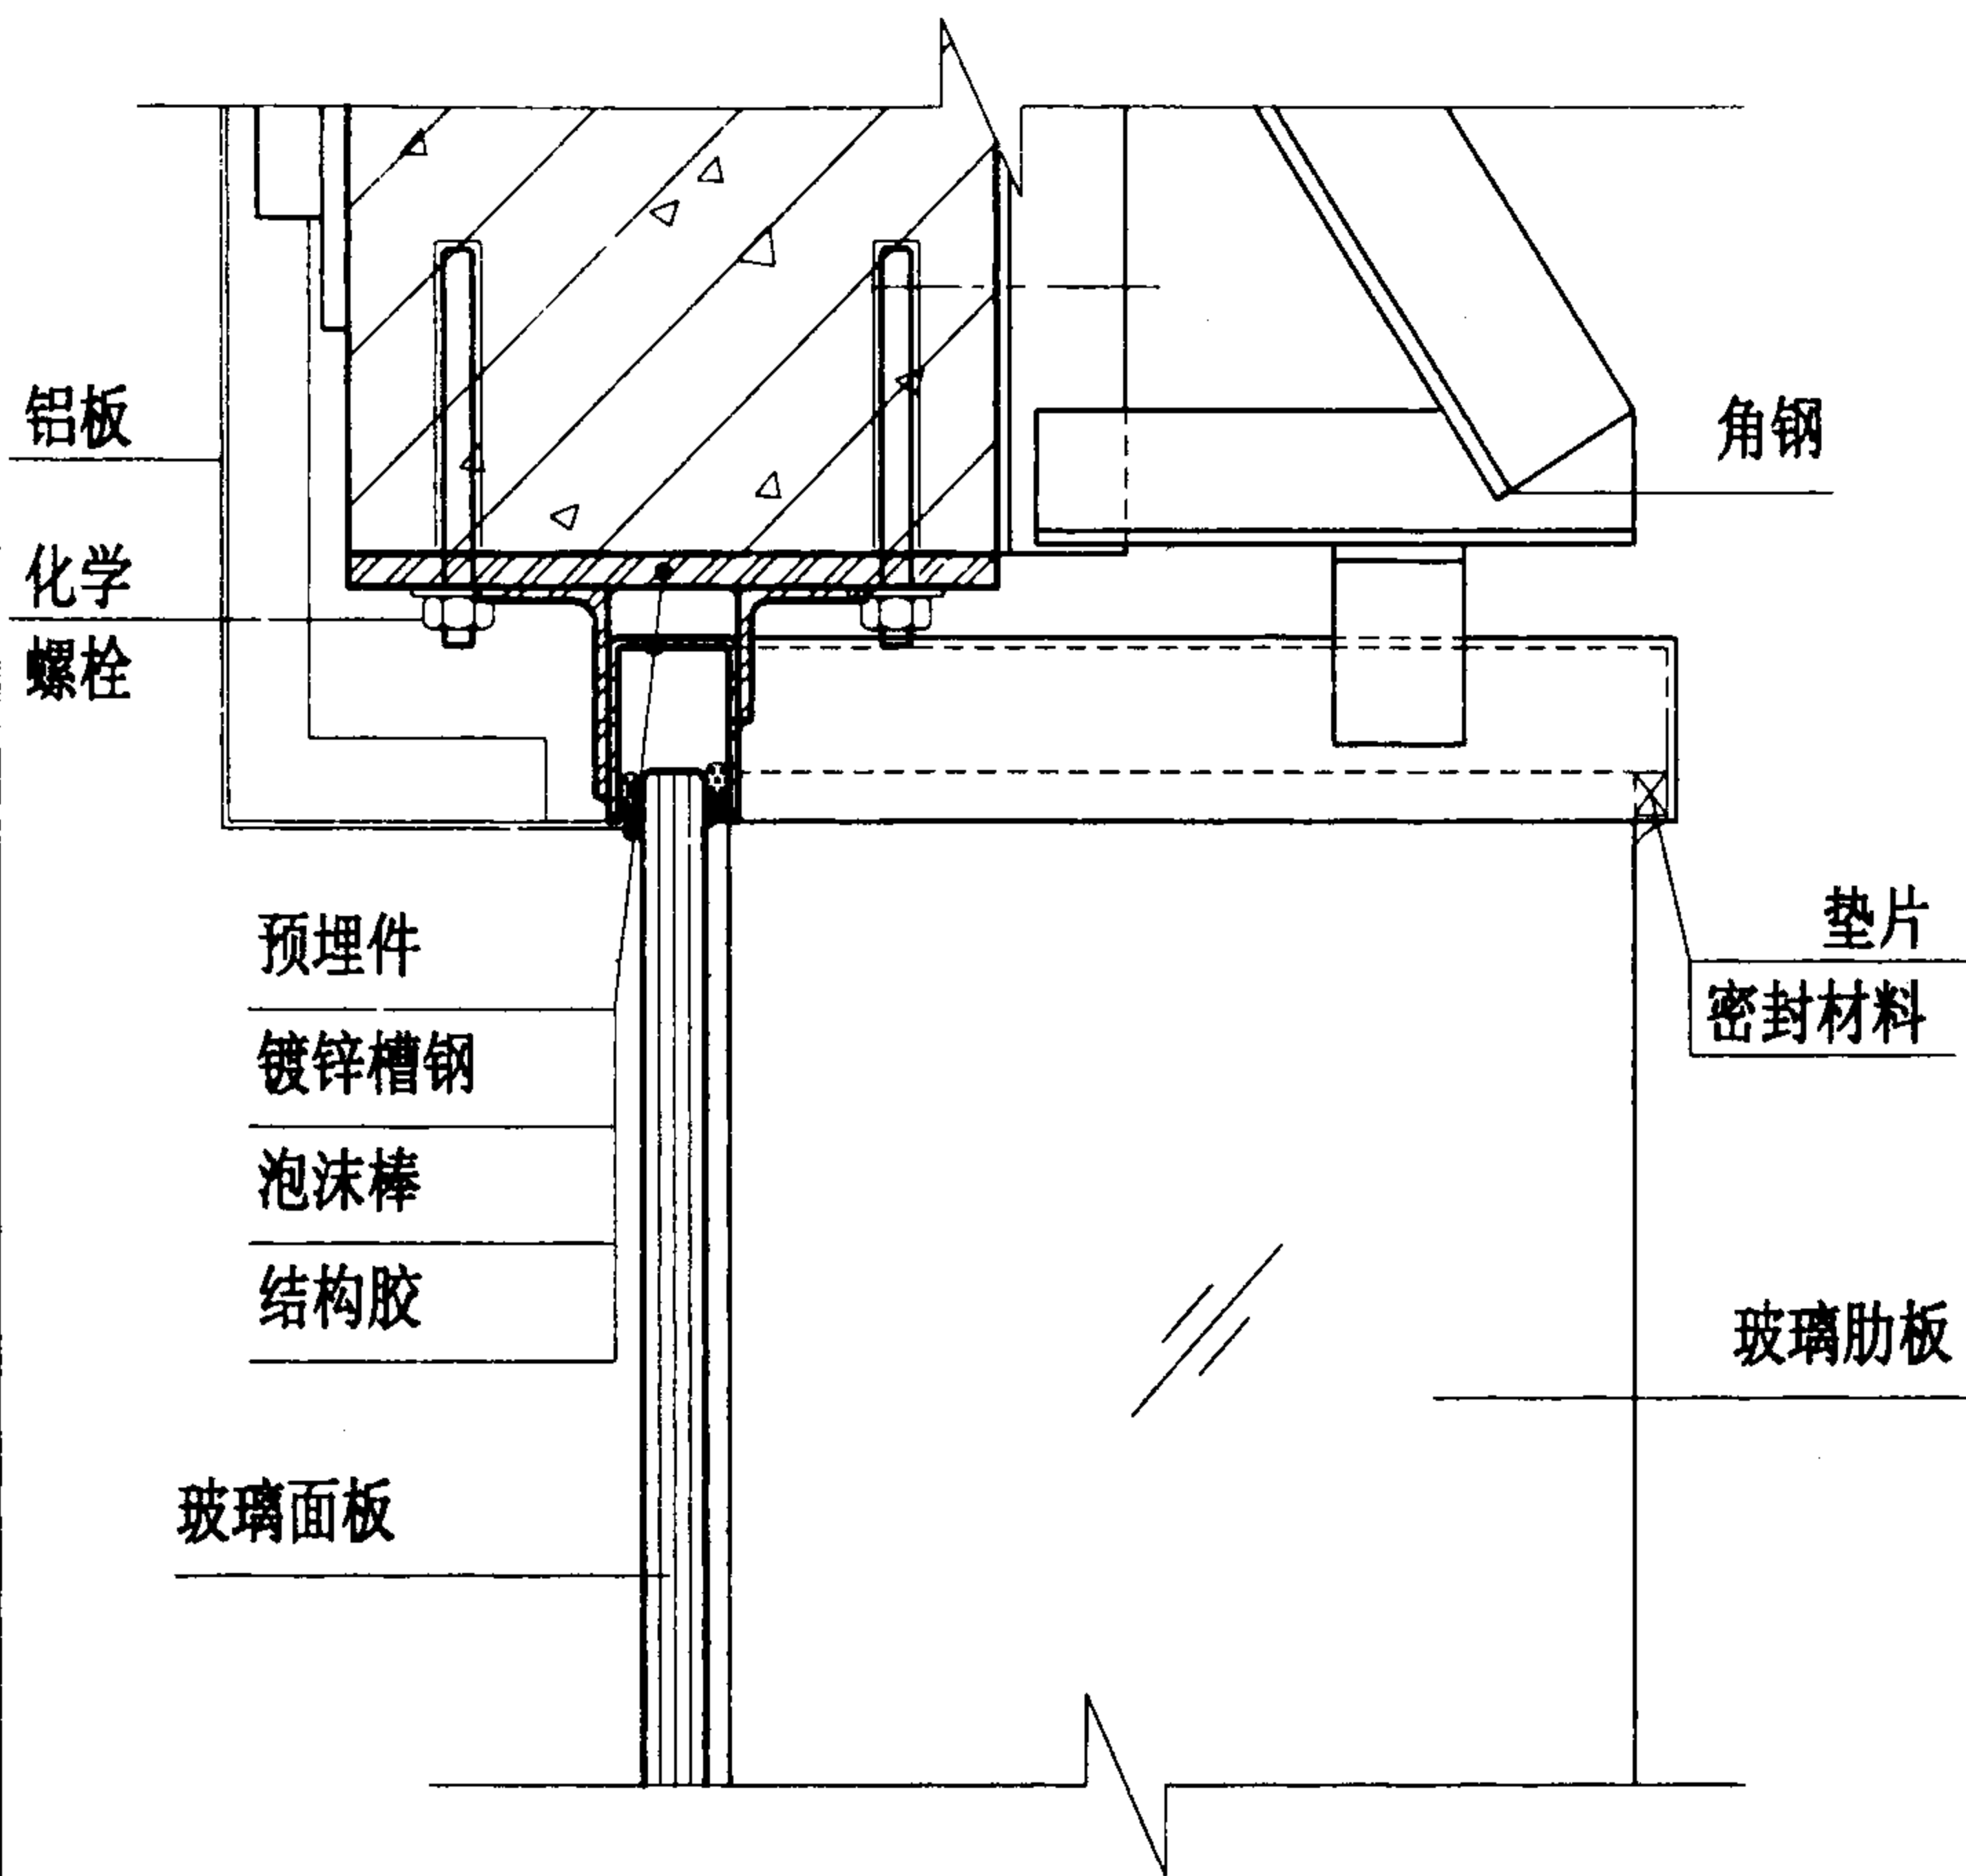 铝板
角钢
化学
螺栓
预埋件
镀锌槽钢
泡沫棒
结构胶
垫片
密封材料
玻璃肋板
玻璃面板